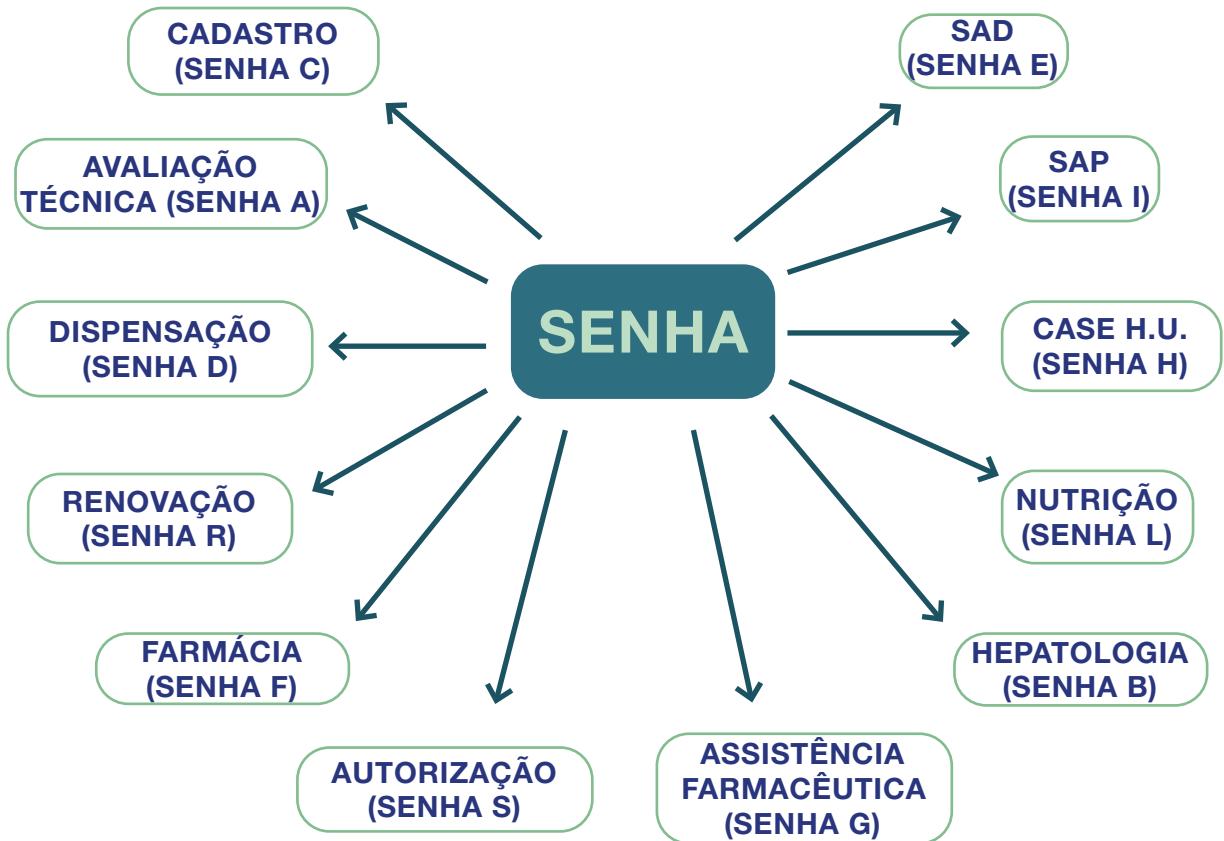 CADASTRO
(SENHA C)
SAD
(SENHA E)
AVALIAÇÃO
TÉCNICA (SENHA A)
SAP
(SENHA I)
SENHA
DISPENSAÇÃO
(SENHA D)
CASE H.U.
(SENHA H)
RENOVAÇÃO
(SENHA R)
NUTRIÇÃO
(SENHA L)
FARMÁCIA
(SENHA F)
HEPATOLOGIA
(SENHA B)
AUTORIZAÇÃO
(SENHA S)
ASSISTÊNCIA
FARMACÊUTICA
(SENHA G)